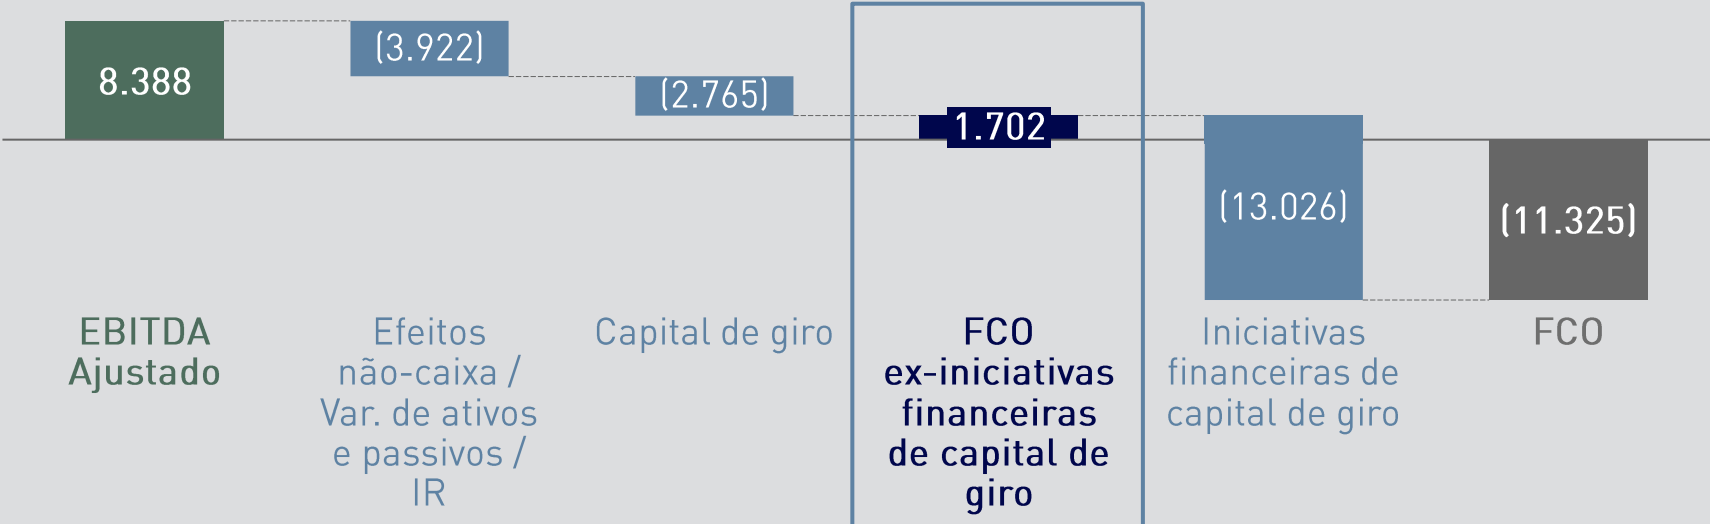 8.388
(3.922)
(2.765)
1.702
(13.026)
(11.325)
EBITDA
Ajustado
Efeitos
não-caixa /
Var. de ativos
e passivos /
IR
Capital de giro
FCO
ex-iniciativas
financeiras
de capital de
giro
Iniciativas
financeiras de
capital de giro
FCO